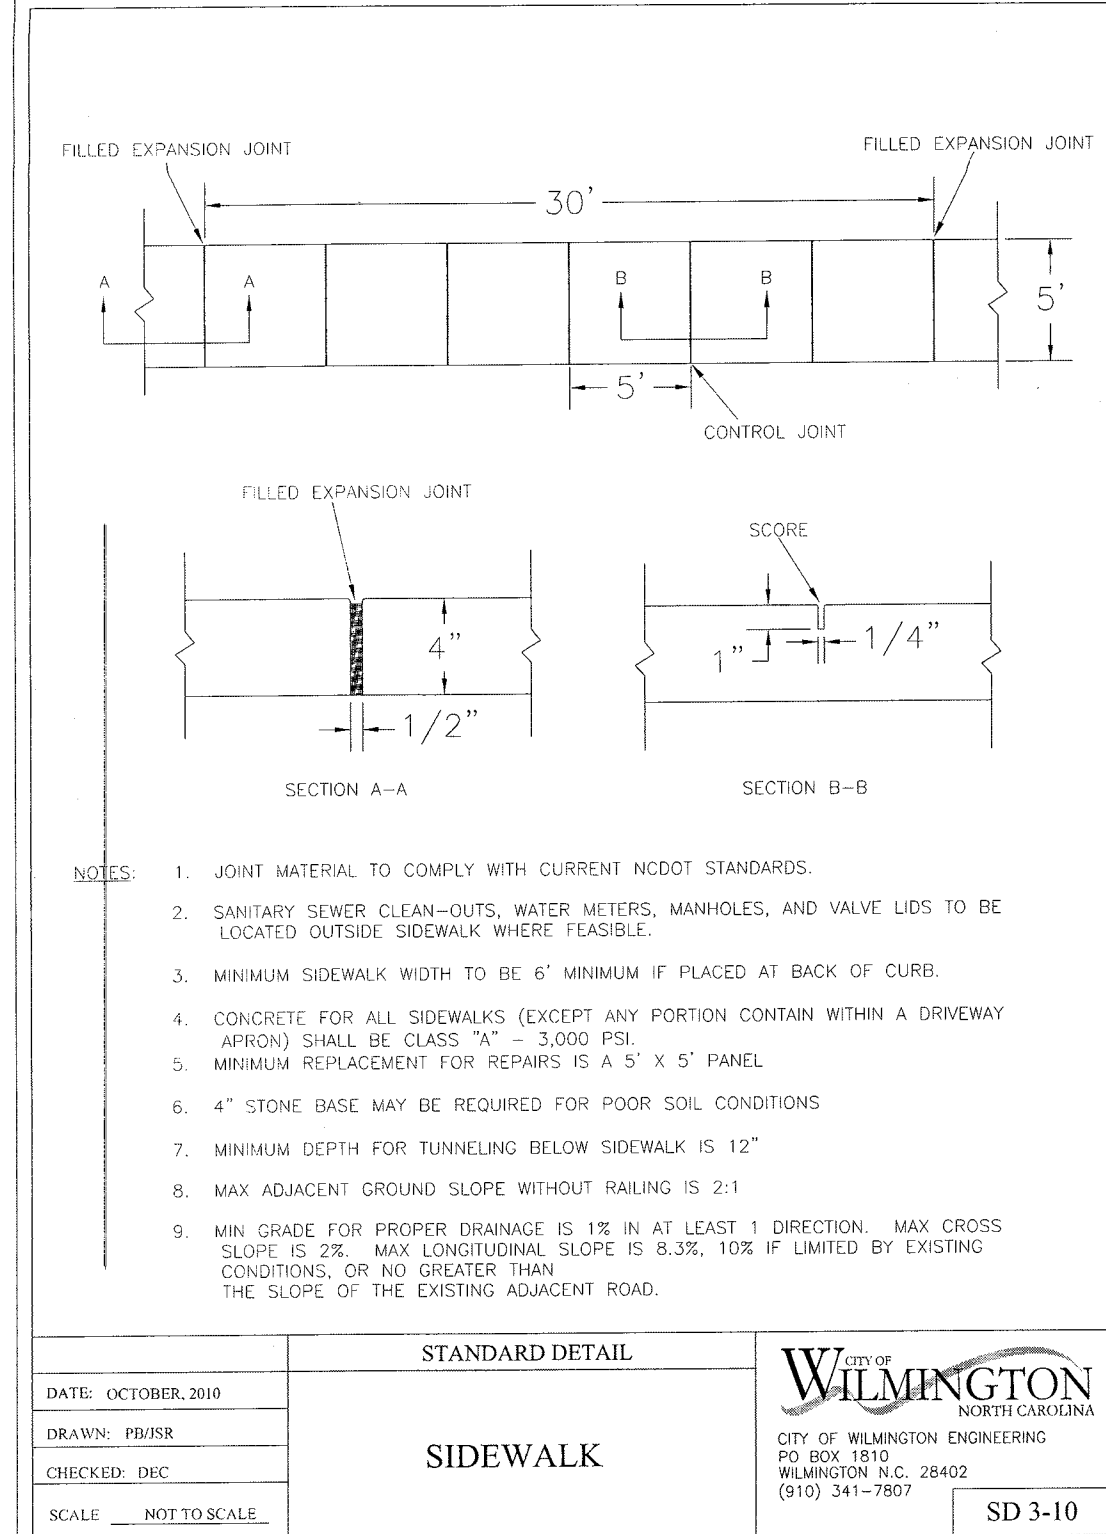 FILLED EXPANSION JOINT
FILLED EXPANSION JOINT
30'
A
A
B
B
5'
5'
CONTROL JOINT
FILLED EXPANSION JOINT
SCORE
4"
1"
1/4"
1/2"
SECTION A-A
SECTION B-B
NOTES:
1. JOINT MATERIAL TO COMPLY WITH CURRENT NCDOT STANDARDS.
2. SANITARY SEWER CLEAN-OUTS, WATER METERS, MANHOLES, AND VALVE LIDS TO BE
LOCATED OUTSIDE SIDEWALK WHERE FEASIBLE.
3. MINIMUM SIDEWALK WIDTH TO BE 6' MINIMUM IF PLACED AT BACK OF CURB.
4. CONCRETE FOR ALL SIDEWALKS (EXCEPT ANY PORTION CONTAIN WITHIN A DRIVEWAY
APRON) SHALL BE CLASS "A" - 3,000 PSI.
5. MINIMUM REPLACEMENT FOR REPAIRS IS A 5' X 5' PANEL
6. 4" STONE BASE MAY BE REQUIRED FOR POOR SOIL CONDITIONS
7. MINIMUM DEPTH FOR TUNNELING BELOW SIDEWALK IS 12"
8. MAX ADJACENT GROUND SLOPE WITHOUT RAILING IS 2:1
9. MIN GRADE FOR PROPER DRAINAGE IS 1% IN AT LEAST 1 DIRECTION. MAX CROSS
SLOPE IS 2%. MAX LONGITUDINAL SLOPE IS 8.3%, 10% IF LIMITED BY EXISTING
CONDITIONS, OR NO GREATER THAN
THE SLOPE OF THE EXISTING ADJACENT ROAD.
STANDARD DETAIL
DATE: OCTOBER, 2010
DRAWN: PB/JSR
CHECKED: DEC
SCALE NOT TO SCALE
SIDEWALK
CITY OF
WILMINGTON
NORTH CAROLINA
CITY OF WILMINGTON ENGINEERING
PO BOX 1810
WILMINGTON N.C. 28402
(910) 341-7807
SD 3-10